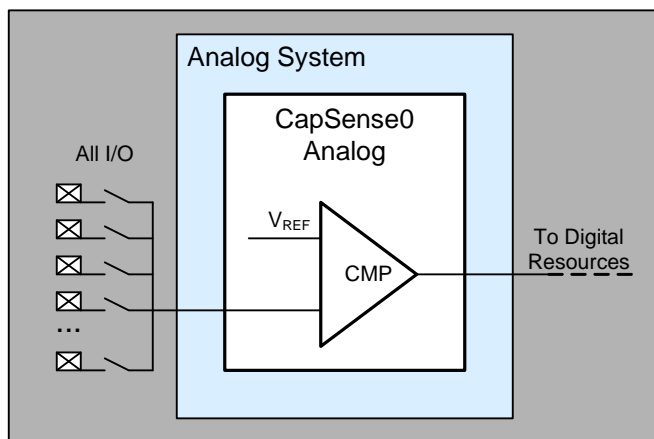 Analog System
CapSense0
Analog
All I/O
VREF
CMP
To Digital
Resources
...